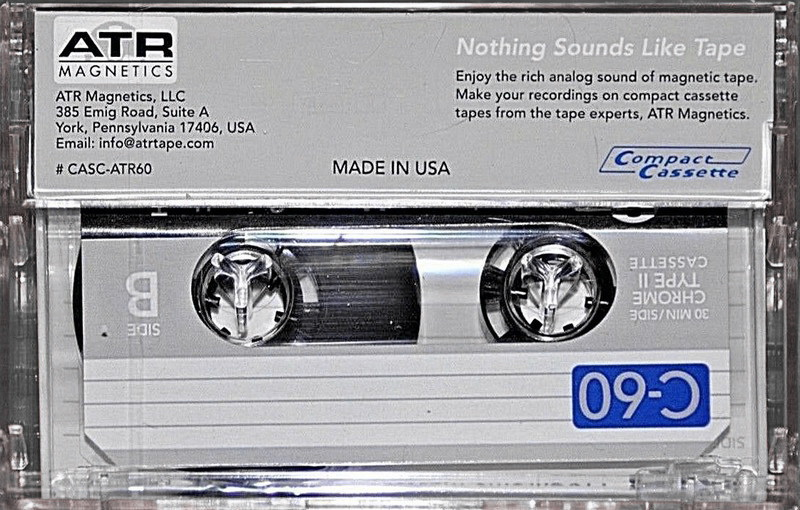 ATR
MAGNETICS
ATR Magnetics, LLC
385 Emig Road, Suite A
York, Pennsylvania 17406, USA
Email: info@atrtape.com
# CASC-ATR60
MADE IN USA
Nothing Sounds Like Tape
Enjoy the rich analog sound of magnetic tape.
Make your recordings on compact cassette
tapes from the tape experts, ATR Magnetics.
Compact
Cassette
SIDE
B
30 MIN/SIDE
CHROME
TYPE II
CASSETTE
C-60